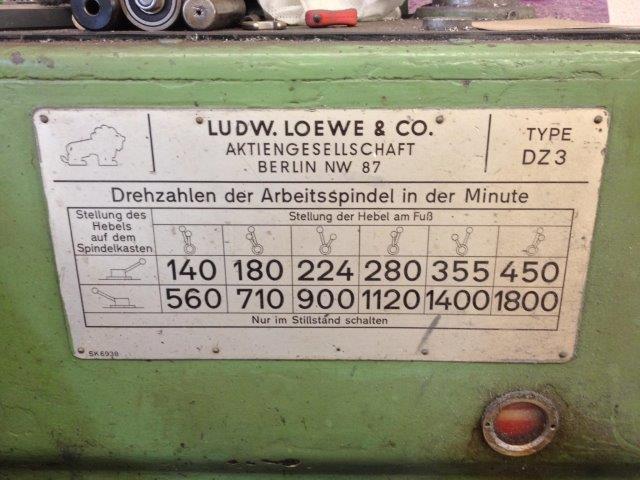 LUDW. LOEWE & CO.
AKTIENGESELLSCHAFT
BERLIN NW 87
TYPE
DZ3
Drehzahlen der Arbeitsspindel in der Minute
Stellung des
Hebels
auf dem
Spindelkasten
Stellung der Hebel am Fuß
140 180 224 280 355 450
560 710 900 1120 1400 1800
Nur im Stillstand schalten
SK6938